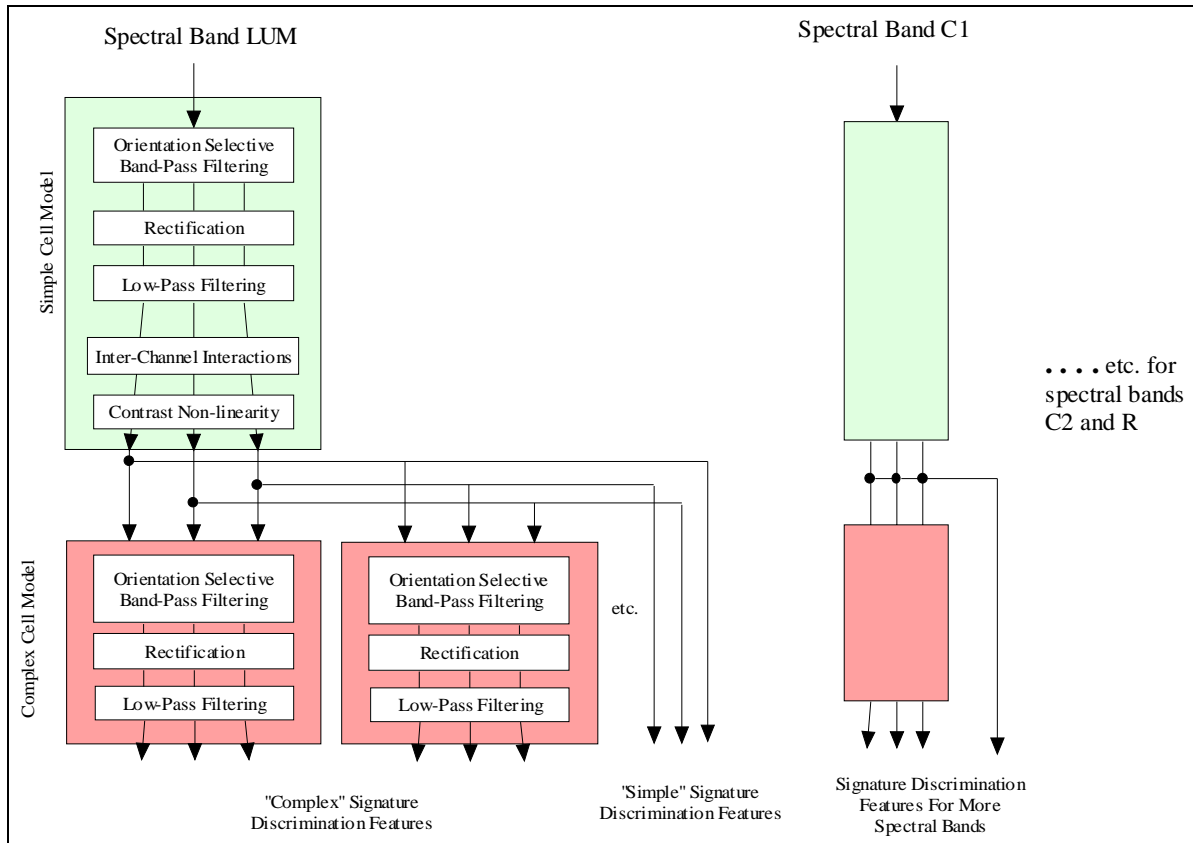 Spectral Band LUM
Spectral Band C1
Simple Cell Model
Orientation Selective
Band-Pass Filtering
Rectification
Low-Pass Filtering
Inter-Channel Interactions
Contrast Non-linearity
. . . . etc. for
spectral bands
C2 and R
Complex Cell Model
Orientation Selective
Band-Pass Filtering
Rectification
Low-Pass Filtering
Orientation Selective
Band-Pass Filtering
Rectification
Low-Pass Filtering
etc.
"Complex" Signature
Discrimination Features
"Simple" Signature
Discrimination Features
Signature Discrimination
Features For More
Spectral Bands